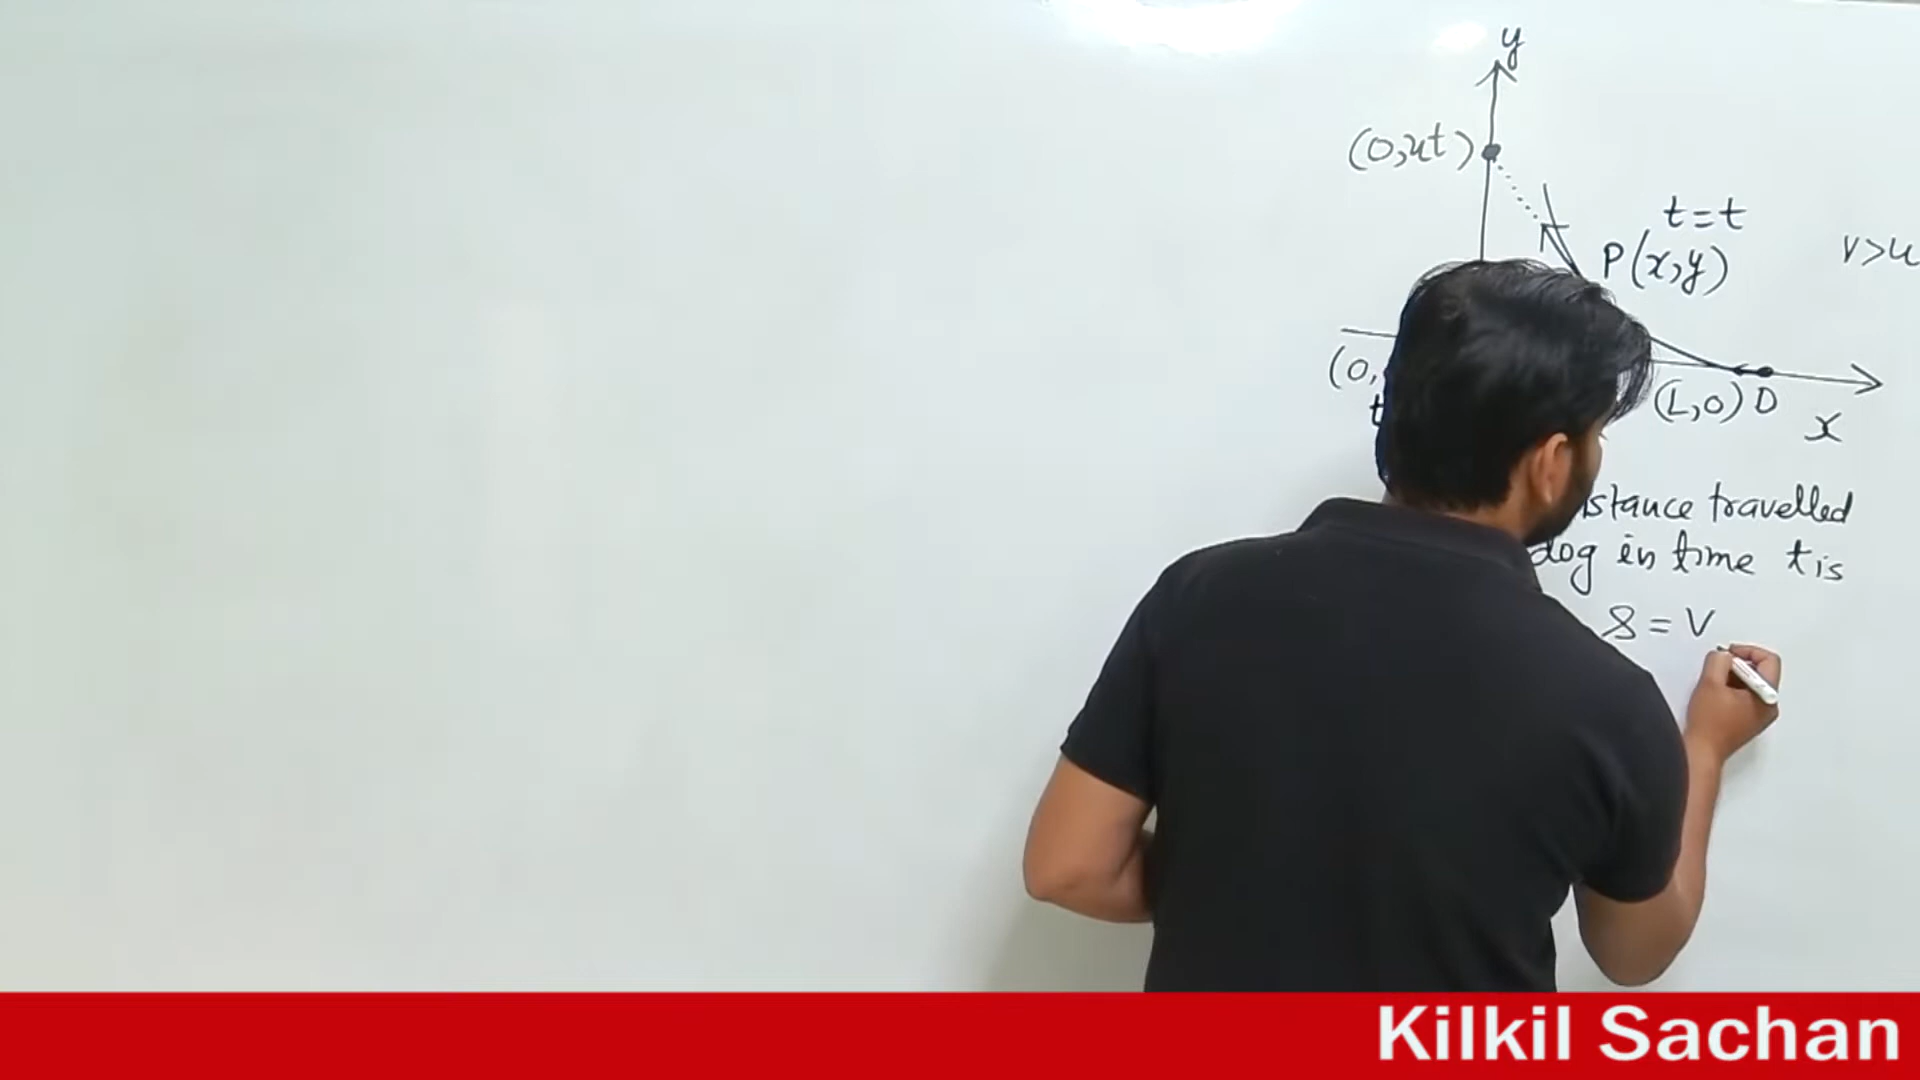 y
(0,ut)
t=t
P(x,y)
v>u
(0,
t
(L,0) D
x
stance travelled
dog in time t is
S = V
Kilkil Sachan